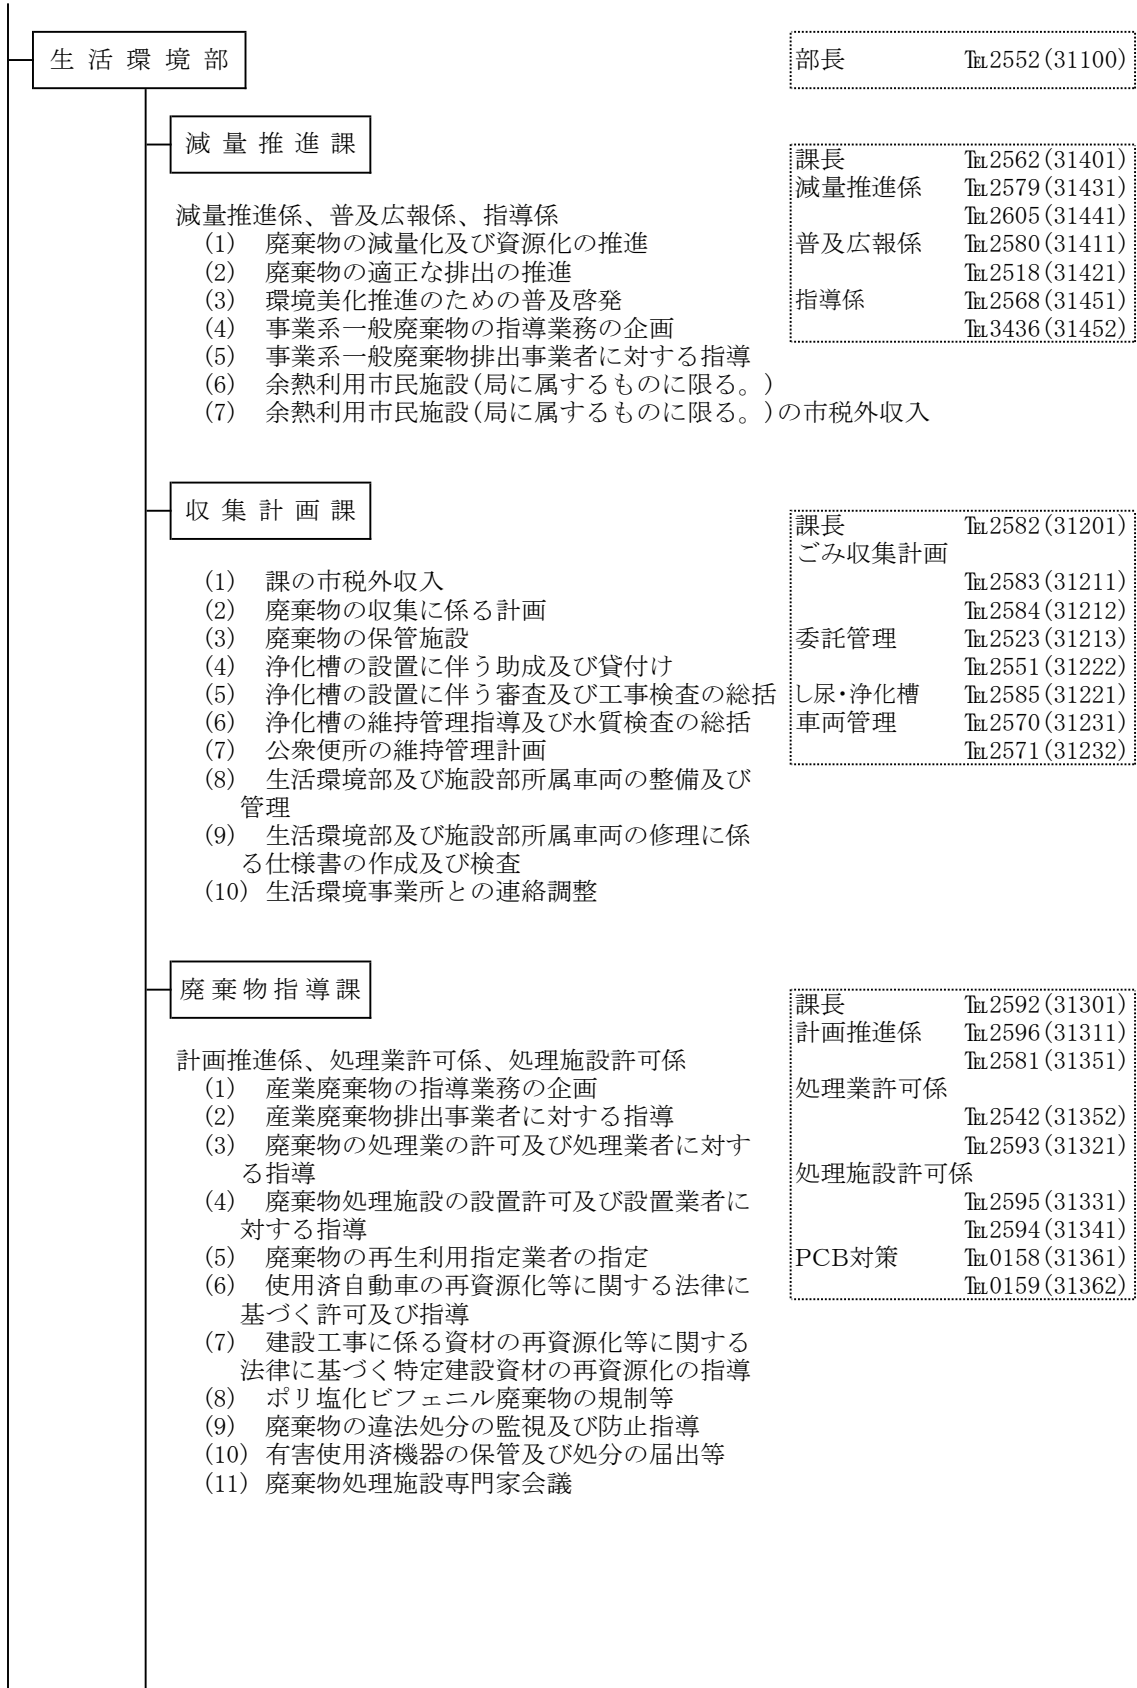 生活環境部
部長 ℡2552(31100)
減量推進課
課長 ℡2562(31401)
減量推進係 ℡2579(31431)
℡2605(31441)
普及広報係 ℡2580(31411)
℡2518(31421)
指導係 ℡2568(31451)
℡3436(31452)
減量推進係、普及広報係、指導係
(1) 廃棄物の減量化及び資源化の推進
(2) 廃棄物の適正な排出の推進
(3) 環境美化推進のための普及啓発
(4) 事業系一般廃棄物の指導業務の企画
(5) 事業系一般廃棄物排出事業者に対する指導
(6) 余熱利用市民施設(局に属するものに限る。)
(7) 余熱利用市民施設(局に属するものに限る。)の市税外収入
収集計画課
課長 ℡2582(31201)
ごみ収集計画
℡2583(31211)
℡2584(31212)
委託管理 ℡2523(31213)
℡2551(31222)
し尿・浄化槽 ℡2585(31221)
車両管理 ℡2570(31231)
℡2571(31232)
(1) 課の市税外収入
(2) 廃棄物の収集に係る計画
(3) 廃棄物の保管施設
(4) 浄化槽の設置に伴う助成及び貸付け
(5) 浄化槽の設置に伴う審査及び工事検査の総括
(6) 浄化槽の維持管理指導及び水質検査の総括
(7) 公衆便所の維持管理計画
(8) 生活環境部及び施設部所属車両の整備及び
管理
(9) 生活環境部及び施設部所属車両の修理に係
る仕様書の作成及び検査
(10) 生活環境事業所との連絡調整
廃棄物指導課
課長 ℡2592(31301)
計画推進係 ℡2596(31311)
℡2581(31351)
処理業許可係
℡2542(31352)
℡2593(31321)
処理施設許可係
℡2595(31331)
℡2594(31341)
PCB対策 ℡0158(31361)
℡0159(31362)
計画推進係、処理業許可係、処理施設許可係
(1) 産業廃棄物の指導業務の企画
(2) 産業廃棄物排出事業者に対する指導
(3) 廃棄物の処理業の許可及び処理業者に対す
る指導
(4) 廃棄物処理施設の設置許可及び設置業者に
対する指導
(5) 廃棄物の再生利用指定業者の指定
(6) 使用済自動車の再資源化等に関する法律に
基づく許可及び指導
(7) 建設工事に係る資材の再資源化等に関する
法律に基づく特定建設資材の再資源化の指導
(8) ポリ塩化ビフェニル廃棄物の規制等
(9) 廃棄物の違法処分の監視及び防止指導
(10) 有害使用済機器の保管及び処分の届出等
(11) 廃棄物処理施設専門家会議